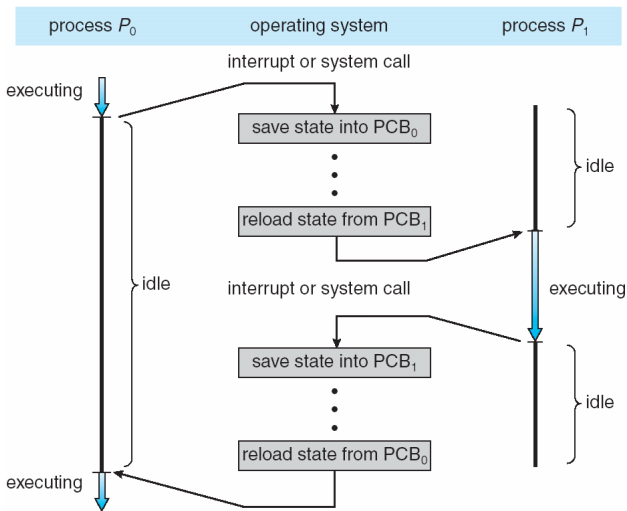 process P0 operating system process P1
interrupt or system call
executing
save state into PCB0
idle
reload state from PCB1
idle
interrupt or system call
executing
save state into PCB1
idle
reload state from PCB0
executing